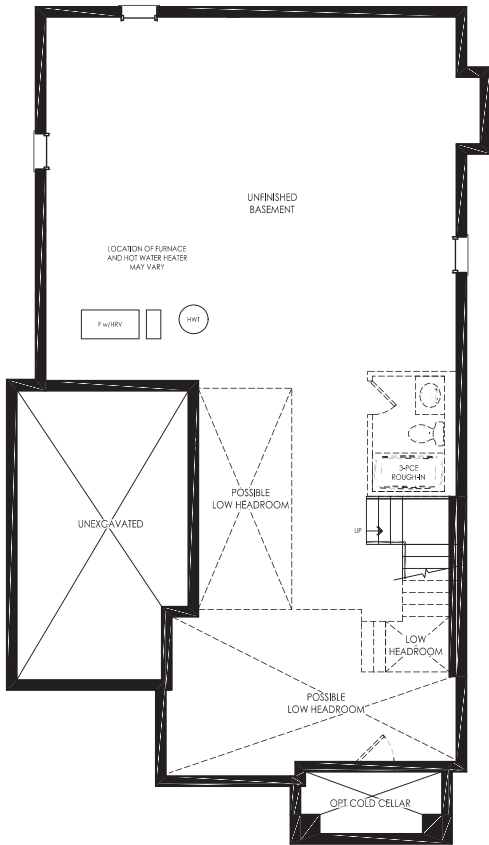 UNFINISHED
BASEMENT
LOCATION OF FURNACE
AND HOT WATER HEATER
MAY VARY
F w/HRV
HWT
3-PCE
ROUGH-IN
POSSIBLE
LOW HEADROOM
UNEXCAVATED
UP
LOW
HEADROOM
POSSIBLE
LOW HEADROOM
OPT COLD CELLAR